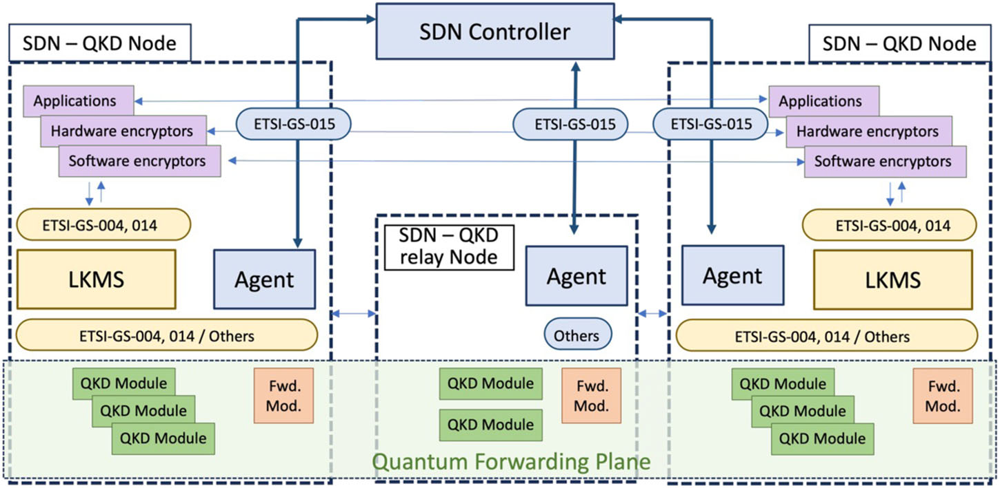 SDN Controller
SDN – QKD Node
Applications
Hardware encryptors
Software encryptors
ETSI-GS-015
ETSI-GS-004, 014
LKMS
Agent
ETSI-GS-004, 014 / Others
QKD Module
QKD Module
QKD Module
Fwd.
Mod.
ETSI-GS-015
SDN – QKD
relay Node
Agent
Others
QKD Module
QKD Module
Fwd.
Mod.
SDN – QKD Node
Applications
Hardware encryptors
Software encryptors
ETSI-GS-015
ETSI-GS-004, 014
Agent
LKMS
ETSI-GS-004, 014 / Others
QKD Module
QKD Module
QKD Module
Fwd.
Mod.
Quantum Forwarding Plane